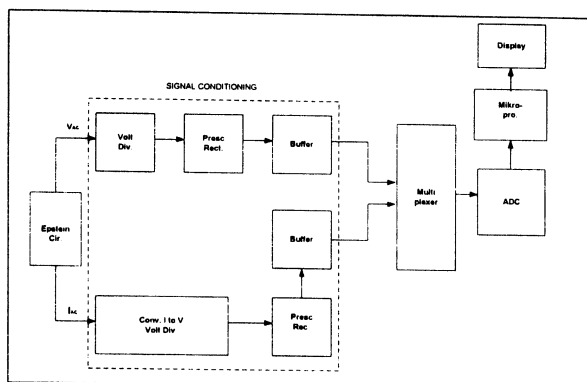 Display
SIGNAL CONDITIONING
Mikro-
pro.
VAC
Volt
Div.
Presc
Rect.
Buffer
Multi
plexer
ADC
Epstein
Cir.
Buffer
IAC
Conv. I to V
Volt Div
Presc
Rec